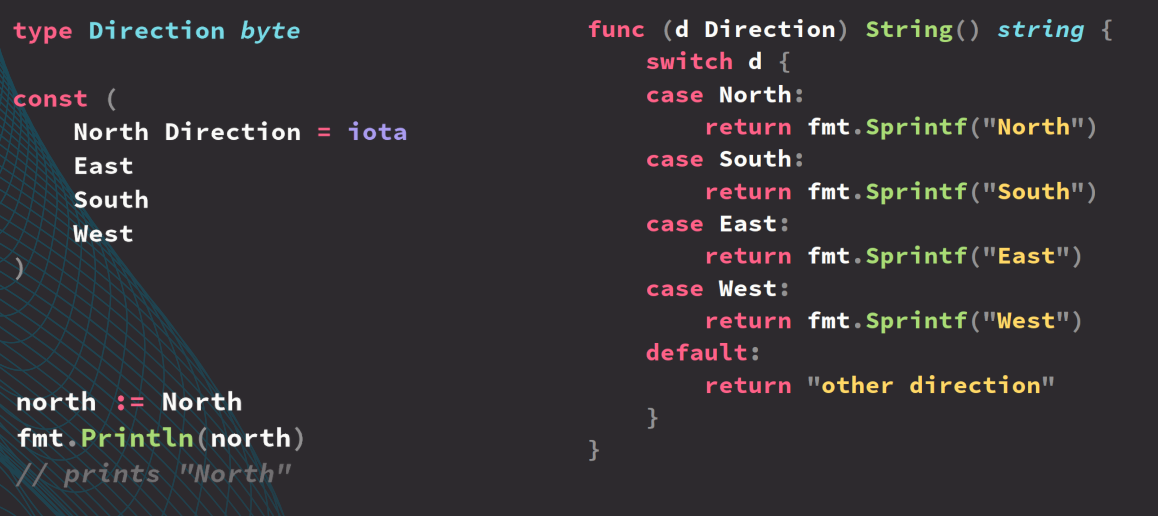 type Direction byte
const (
    North Direction = iota
    East
    South
    West
)
north := North
fmt.Println(north)
// prints "North"
func (d Direction) String() string {
    switch d {
    case North:
        return fmt.Sprintf("North")
    case South:
        return fmt.Sprintf("South")
    case East:
        return fmt.Sprintf("East")
    case West:
        return fmt.Sprintf("West")
    default:
        return "other direction"
    }
}